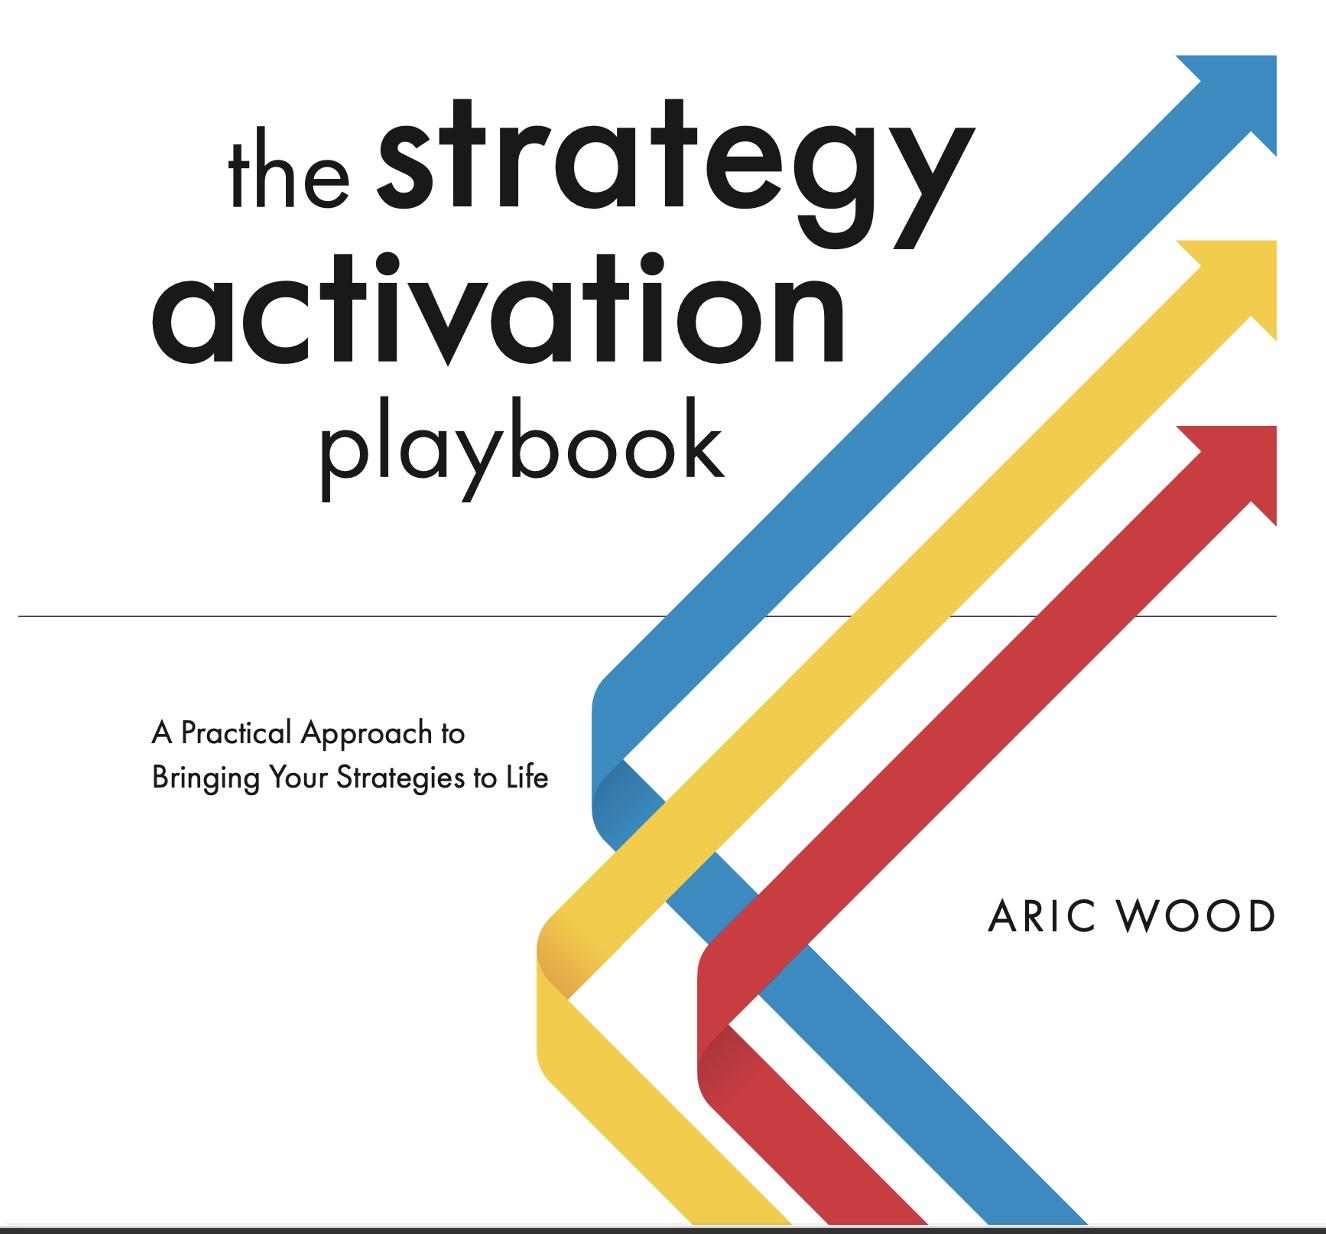 the strategy
activation
playbook
A Practical Approach to
Bringing Your Strategies to Life
ARIC WOOD